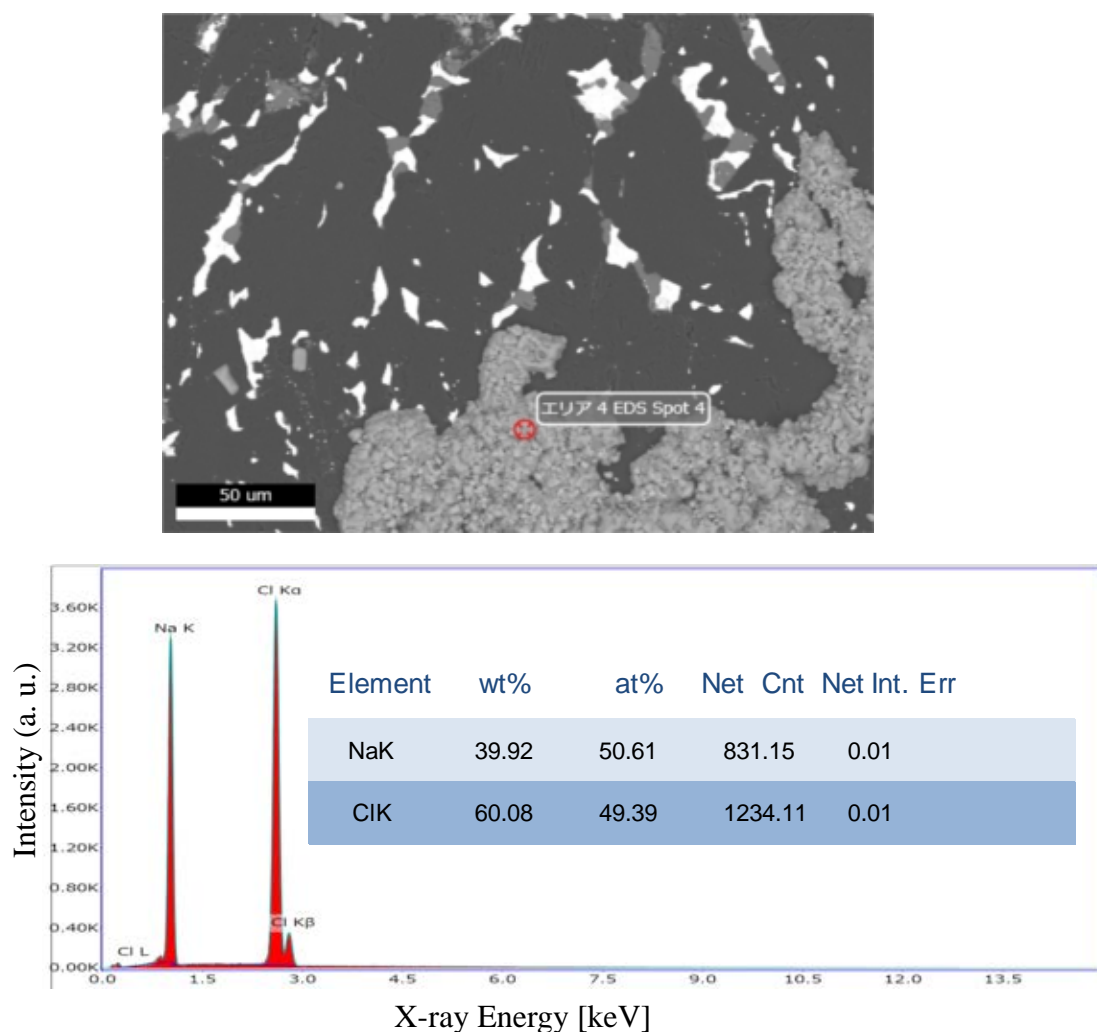 エリア 4 EDS Spot 4
50 um
Cl Kα
3.60K
Na K
3.20K
Element wt% at% Net Cnt Net Int. Err
2.80K
2.40K
NaK 39.92 50.61 831.15 0.01
2.00K
1.60K
ClK 60.08 49.39 1234.11 0.01
1.20K
0.80K
Cl Kβ
0.40K
Cl L
0.00K
0.0 1.5 3.0 4.5 6.0 7.5 9.0 10.5 12.0 13.5
Intensity (a. u.)
X-ray Energy [keV]